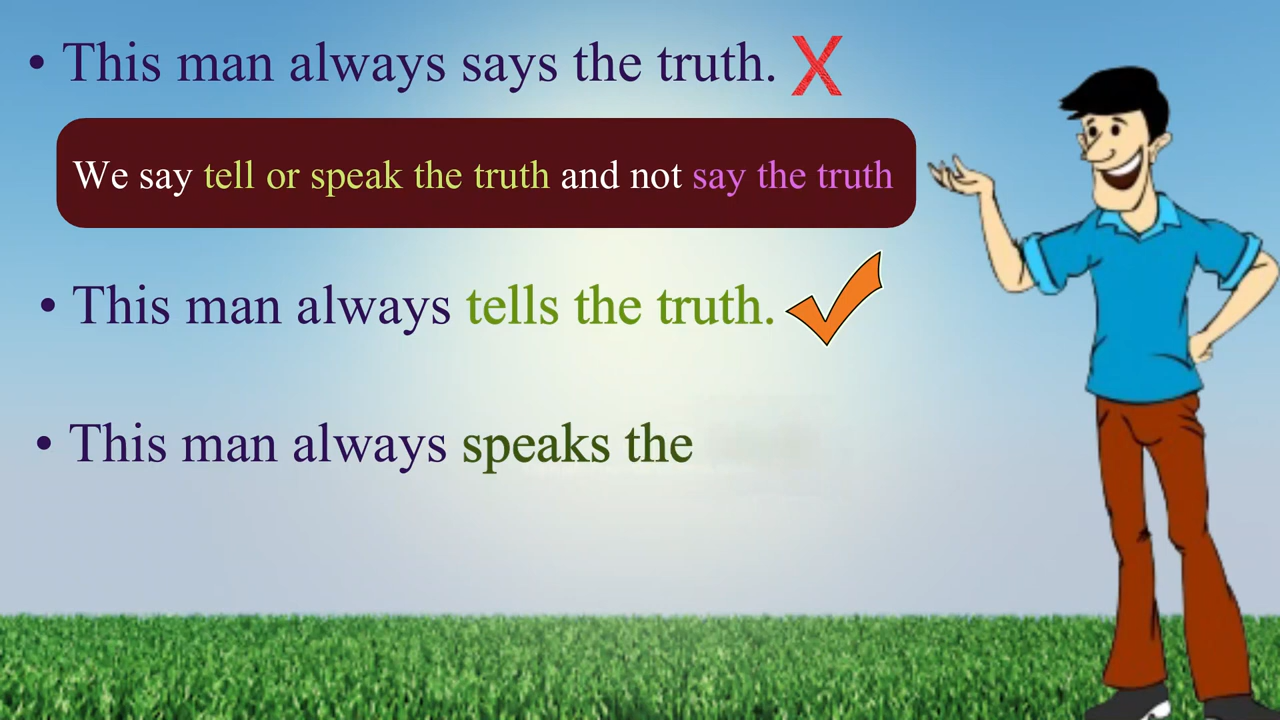 • This man always says the truth. X
We say tell or speak the truth and not say the truth
• This man always tells the truth.
• This man always speaks the